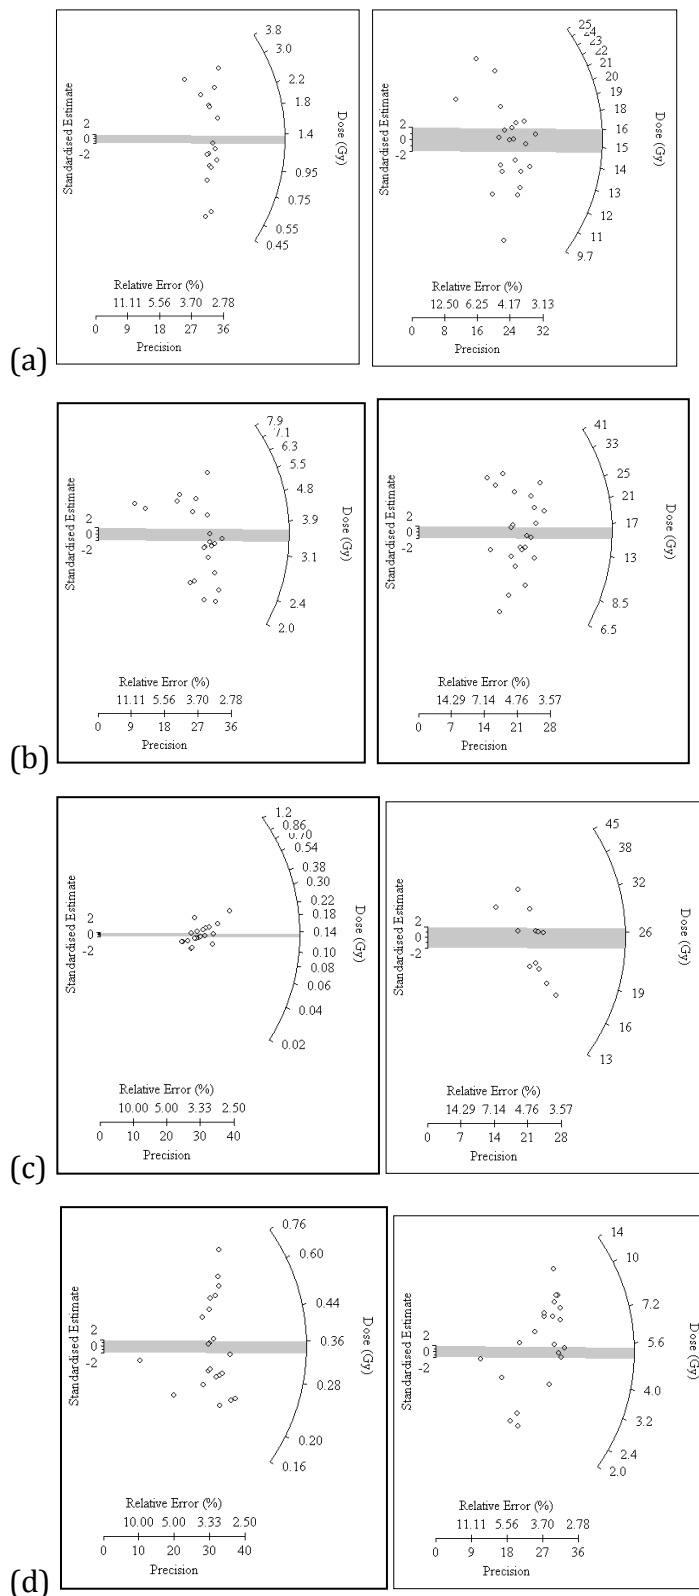 3.8
3.0
2.2
1.8
1.4
0.95
0.75
0.55
0.45
Dose (Gy)
Standardised Estimate
2
0
-2
Relative Error (%)
11.11 5.56 3.70 2.78
0 9 18 27 36
Precision
25
24
23
22
21
20
19
18
16
15
14
13
12
11
9.7
Dose (Gy)
Standardised Estimate
2
0
-2
Relative Error (%)
12.50 6.25 4.17 3.13
0 8 16 24 32
Precision
(a)
7.9
7.1
6.3
5.5
4.8
3.9
3.1
2.4
2.0
Dose (Gy)
Standardised Estimate
2
0
-2
Relative Error (%)
11.11 5.56 3.70 2.78
0 9 18 27 36
Precision
41
33
25
21
17
13
8.5
6.5
Dose (Gy)
Standardised Estimate
2
0
-2
Relative Error (%)
14.29 7.14 4.76 3.57
0 7 14 21 28
Precision
(b)
1.2
0.86
0.70
0.54
0.38
0.30
0.22
0.18
0.14
0.10
0.08
0.06
0.04
0.02
Dose (Gy)
Standardised Estimate
2
0
-2
Relative Error (%)
10.00 5.00 3.33 2.50
0 10 20 30 40
Precision
45
38
32
26
19
16
13
Dose (Gy)
Standardised Estimate
2
0
-2
Relative Error (%)
14.29 7.14 4.76 3.57
0 7 14 21 28
Precision
(c)
0.76
0.60
0.44
0.36
0.28
0.20
0.16
Dose (Gy)
Standardised Estimate
2
0
-2
Relative Error (%)
10.00 5.00 3.33 2.50
0 10 20 30 40
Precision
14
10
7.2
5.6
4.0
3.2
2.4
2.0
Dose (Gy)
Standardised Estimate
2
0
-2
Relative Error (%)
11.11 5.56 3.70 2.78
0 9 18 27 36
Precision
(d)